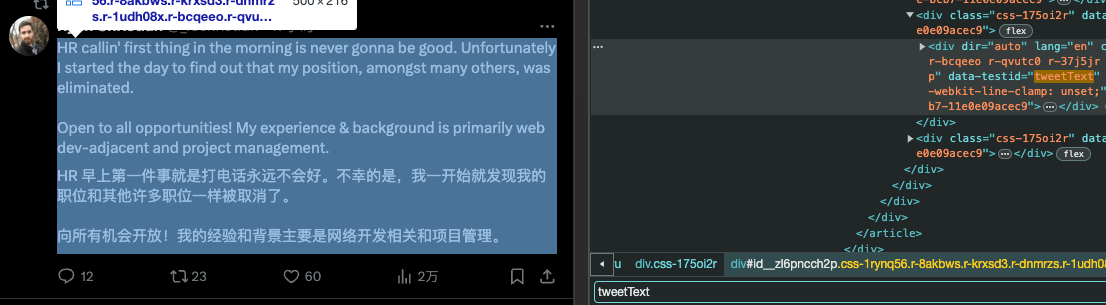 56.r-8akbws.r-krxsd3.r-dnmrz
s.r-1udh08x.r-bcqeeo.r-qvu…
500×216
HR callin' first thing in the morning is never gonna be good. Unfortunately
I started the day to find out that my position, amongst many others, was
eliminated.
Open to all opportunities! My experience & background is primarily web
dev-adjacent and project management.
HR 早上第一件事就是打电话永远不会好。不幸的是，我一开始就发现我的
职位和其他许多职位一样被取消了。
向所有机会开放！我的经验和背景主要是网络开发相关和项目管理。
12
23
60
2万
e0e09acec9">…</div>
<div class="css-175oi2r" data
e0e09acec9"> flex
<div dir="auto" lang="en" c
r-bcqeeo r-qvutc0 r-37j5jr
p" data-testid="tweetText"
-webkit-line-clamp: unset;"
b7-11e0e09acec9">…</div> =
</div>
<div class="css-175oi2r" data
e0e09acec9">…</div> flex
</div>
</div>
</div>
</div>
</article>
</div>
ru div.css-175oi2r div#id__zl6pncch2p.css-1rynq56.r-8akbws.r-krxsd3.r-dnmrzs.r-1udh08
tweetText